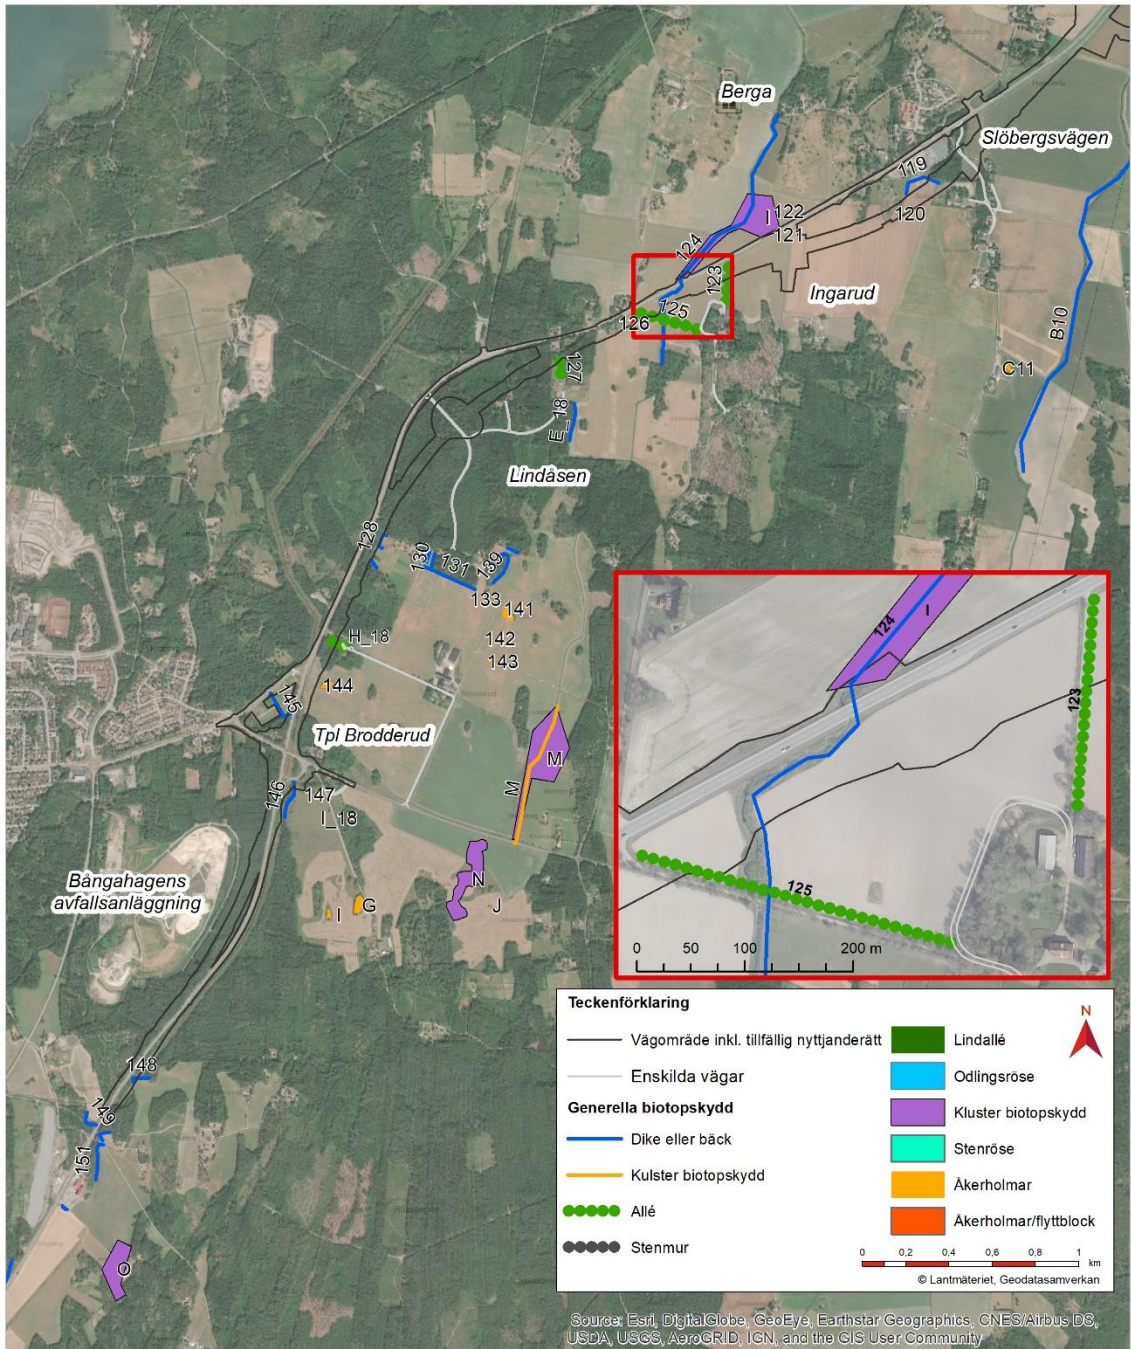 Berga
Slöbergsvägen
119
120
I
122
121
124
123
125
126
Ingarud
B10
C11
127
E_18
Lindåsen
128
130
131
139
133
141
142
143
H_18
144
145
Tpl Brodderud
M
M
146
147
I_18
Bångahagens
avfallsanläggning
N
G
I
J
148
149
151
O
124
I
123
125
0 50 100 200 m
Teckenförklaring
N
Vägområde inkl. tillfällig nyttjanderätt
Enskilda vägar
Generella biotopskydd
Dike eller bäck
Kulster biotopskydd
Allé
Stenmur
Lindallé
Odlingsröse
Kluster biotopskydd
Stenröse
Åkerholmar
Åkerholmar/flyttblock
0 0,2 0,4 0,6 0,8 1
km
© Lantmäteriet, Geodatasamverkan
Source: Esri, DigitalGlobe, GeoEye, Earthstar Geographics, CNES/Airbus DS,
USDA, USGS, AeroGRID, IGN, and the GIS User Community